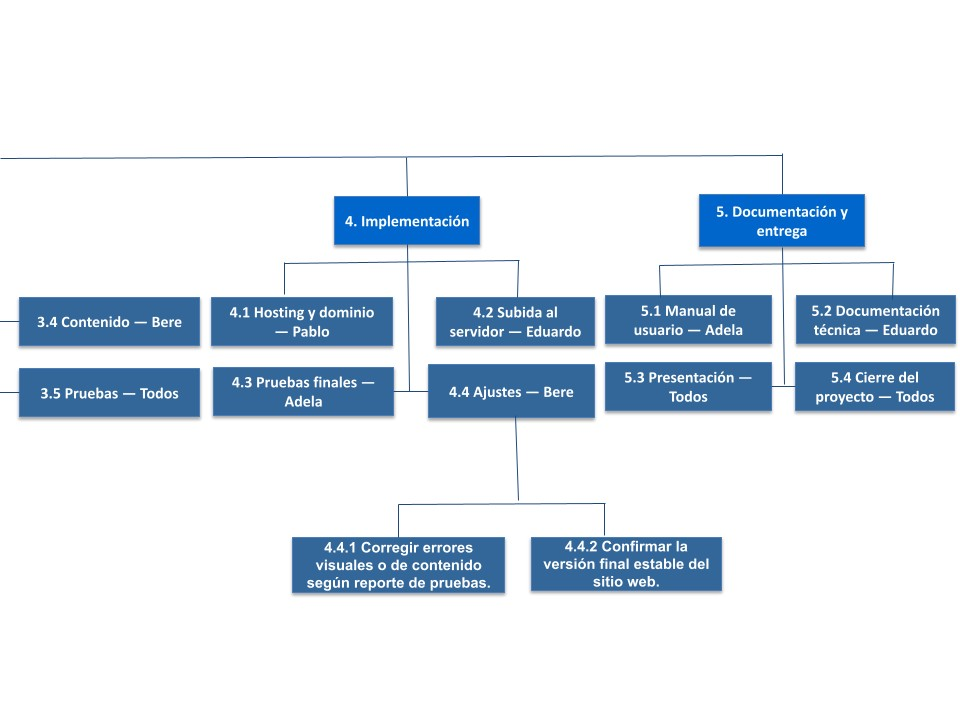 4. Implementación
5. Documentación y
entrega
3.4 Contenido — Bere
4.1 Hosting y dominio
— Pablo
4.2 Subida al
servidor — Eduardo
5.1 Manual de
usuario — Adela
5.2 Documentación
técnica — Eduardo
3.5 Pruebas — Todos
4.3 Pruebas finales —
Adela
4.4 Ajustes — Bere
5.3 Presentación —
Todos
5.4 Cierre del
proyecto — Todos
4.4.1 Corregir errores
visuales o de contenido
según reporte de pruebas.
4.4.2 Confirmar la
versión final estable del
sitio web.